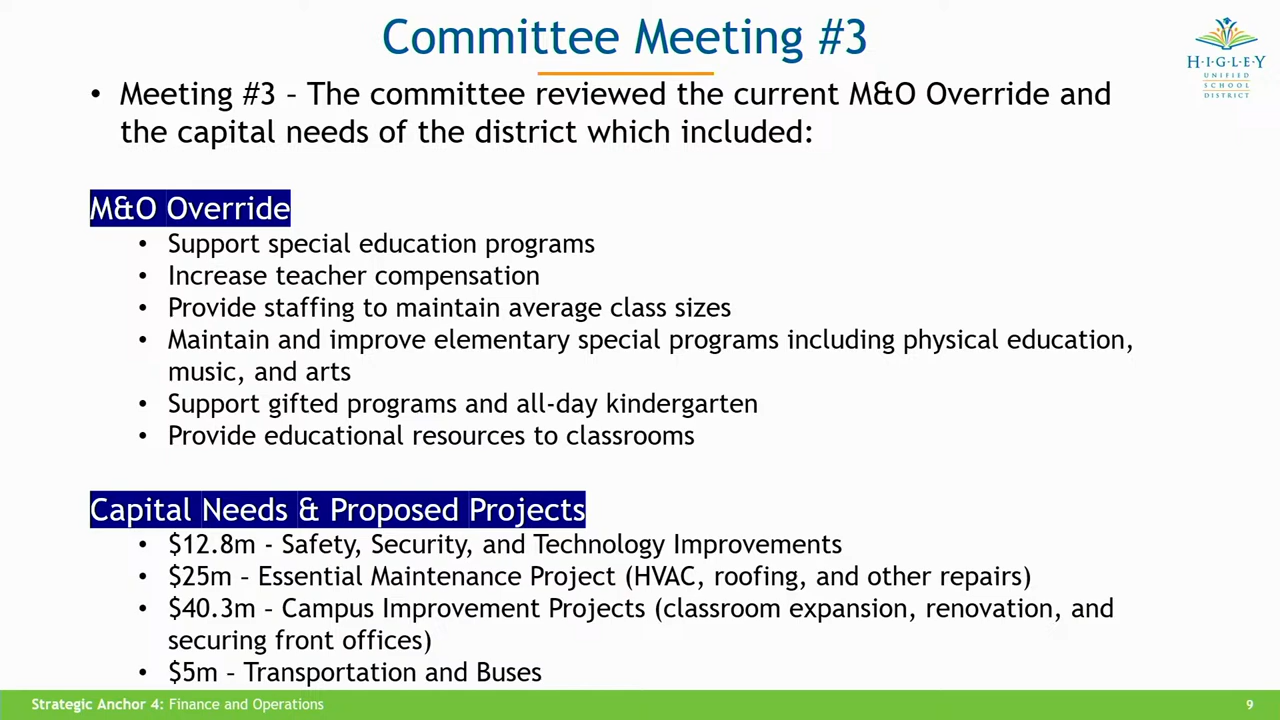 Committee Meeting #3
H·I·G·L·E·Y
UNIFIED
SCHOOL
DISTRICT
• Meeting #3 – The committee reviewed the current M&O Override and
the capital needs of the district which included:
M&O Override
• Support special education programs
• Increase teacher compensation
• Provide staffing to maintain average class sizes
• Maintain and improve elementary special programs including physical education,
music, and arts
• Support gifted programs and all-day kindergarten
• Provide educational resources to classrooms
Capital Needs & Proposed Projects
• $12.8m - Safety, Security, and Technology Improvements
• $25m – Essential Maintenance Project (HVAC, roofing, and other repairs)
• $40.3m – Campus Improvement Projects (classroom expansion, renovation, and
securing front offices)
• $5m – Transportation and Buses
Strategic Anchor 4: Finance and Operations
9